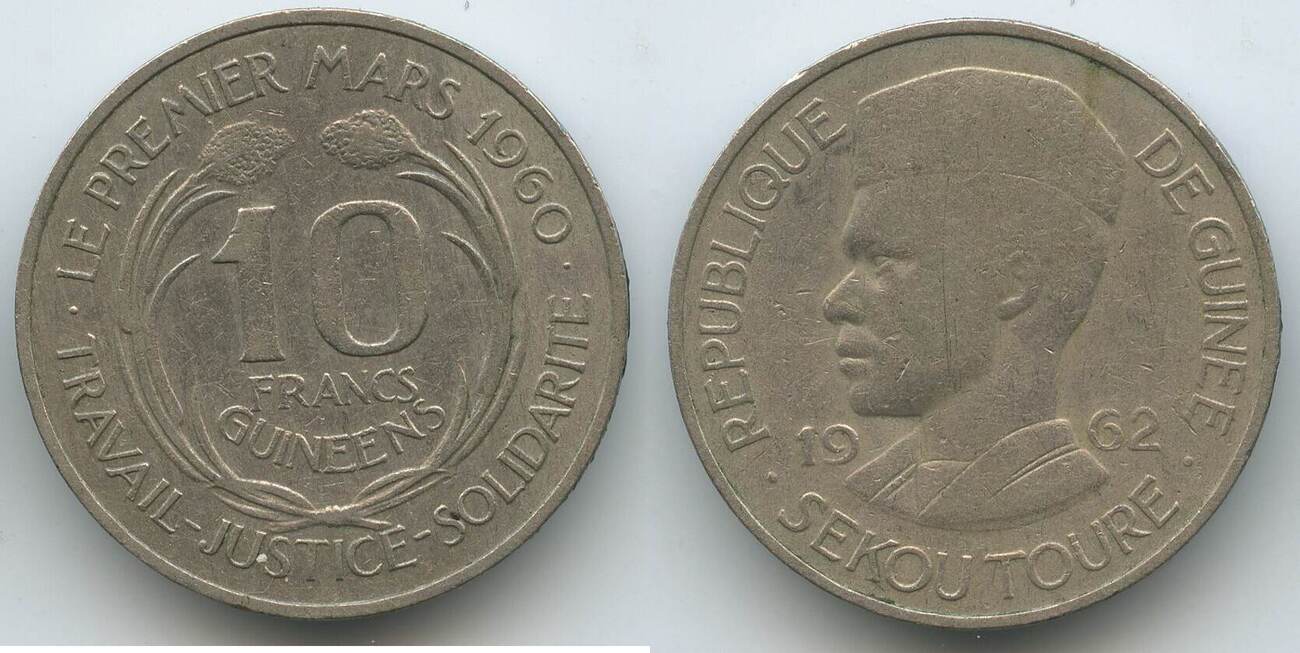 · LE PREMIER MARS 1960 ·
10
FRANCS
GUINEENS
TRAVAIL-JUSTICE-SOLIDARITE
· REPUBLIQUE DE GUINEE ·
19 62
SEKOU TOURE